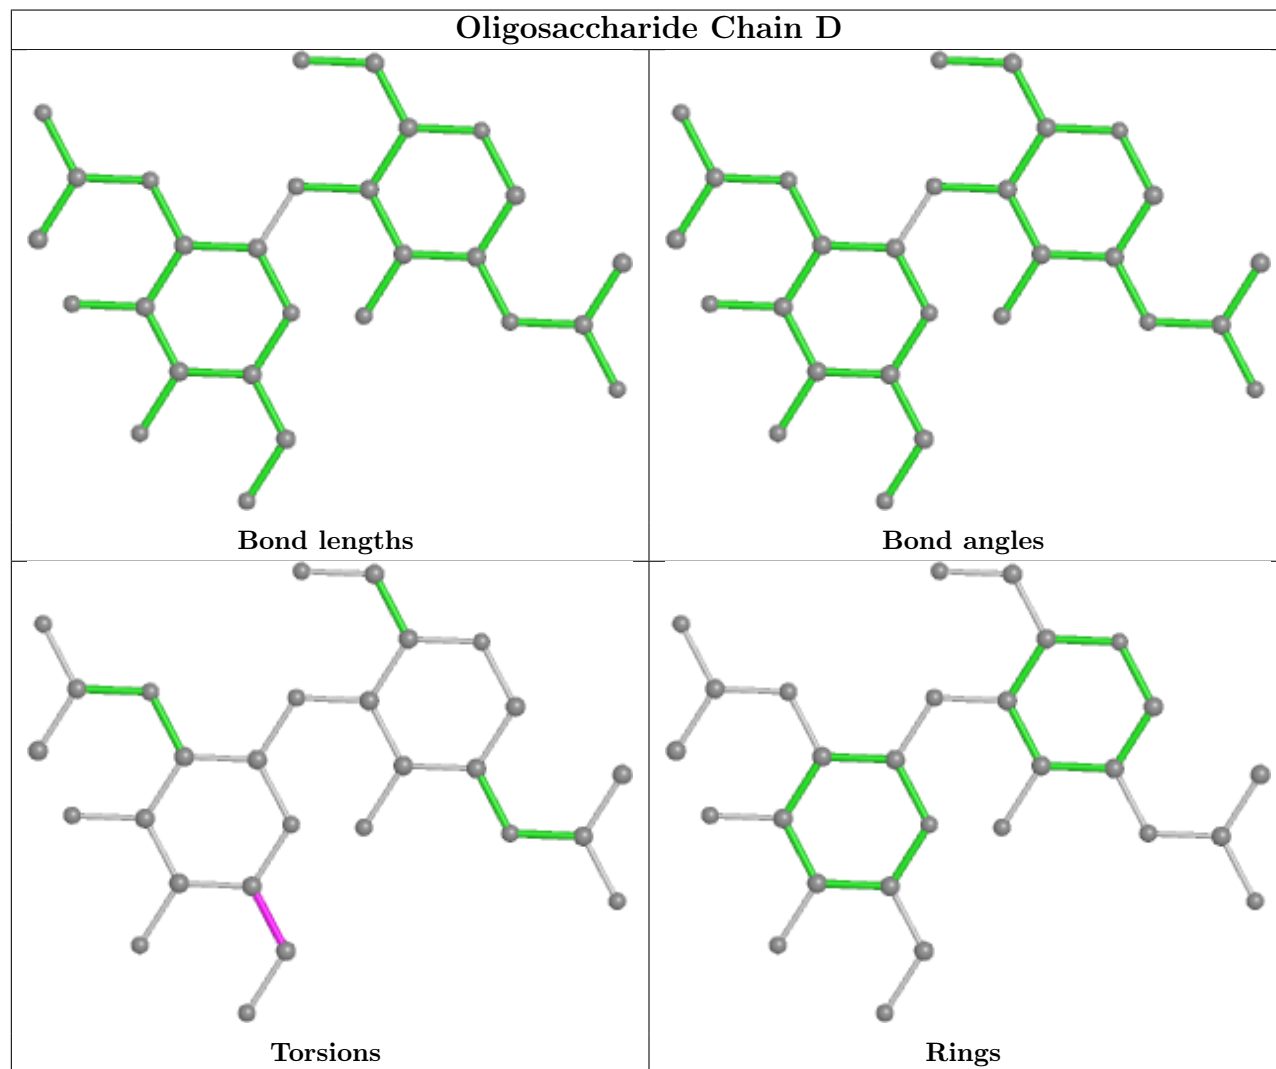 Oligosaccharide Chain D
Bond lengths
Bond angles
Torsions
Rings